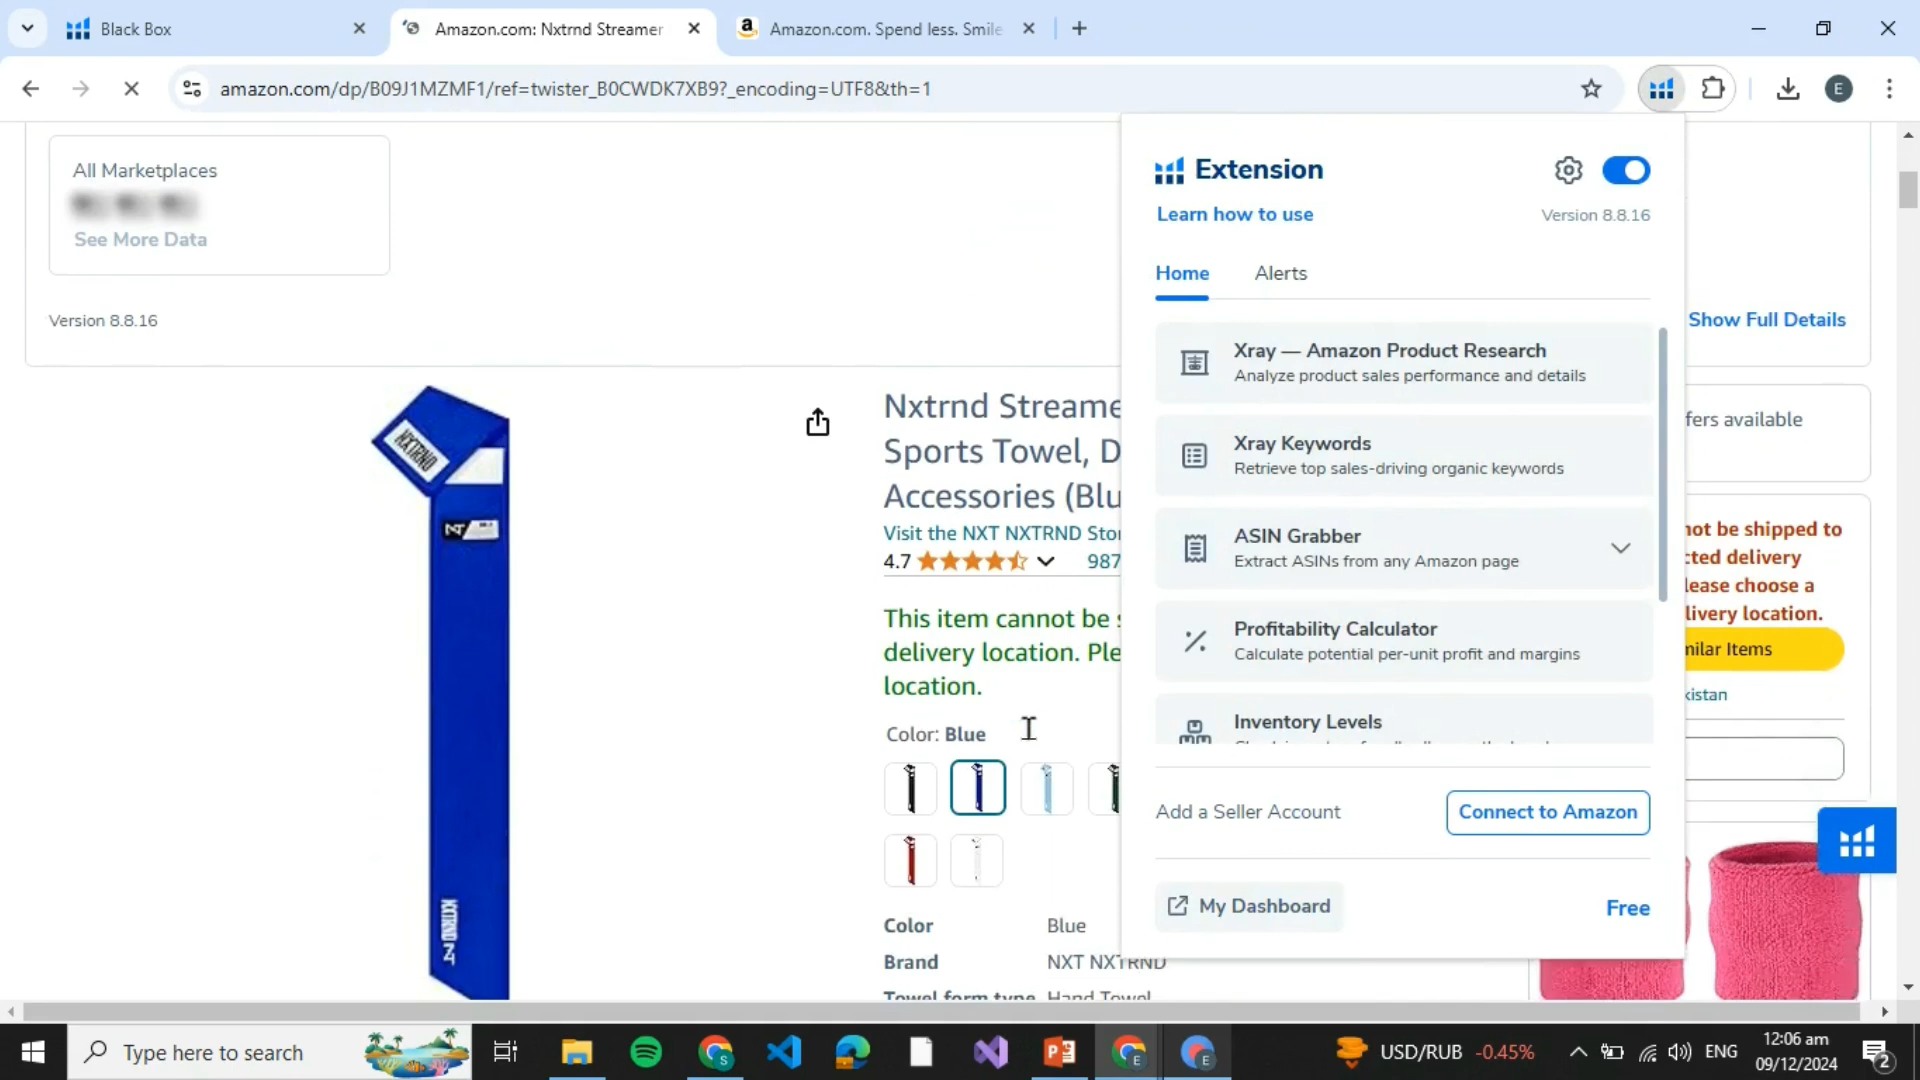 Black Box
Amazon.com: Nxtrnd Streamer
Amazon.com. Spend less. Smile
amazon.com/dp/B09J1MZMF1/ref=twister_B0CWDK7XB9?_encoding=UTF8&th=1
E
All Marketplaces
See More Data
Version 8.8.16
Extension
Learn how to use
Version 8.8.16
Home
Alerts
Xray — Amazon Product Research
Analyze product sales performance and details
Xray Keywords
Retrieve top sales-driving organic keywords
ASIN Grabber
Extract ASINs from any Amazon page
Profitability Calculator
Calculate potential per-unit profit and margins
Inventory Levels
Add a Seller Account
Connect to Amazon
My Dashboard
Free
Show Full Details
fers available
not be shipped to
cted delivery
lease choose a
livery location.
milar Items
kistan
NXTRND
NXTRND
Nxtrnd Streame
Sports Towel, D
Accessories (Blu
Visit the NXT NXTRND Sto
4.7
987
This item cannot be
delivery location. Ple
location.
Color: Blue
Color Blue
Brand NXT NXTRND
Towel form type Hand Towel
Type here to search
USD/RUB -0.45%
ENG
12:06 am
09/12/2024
2